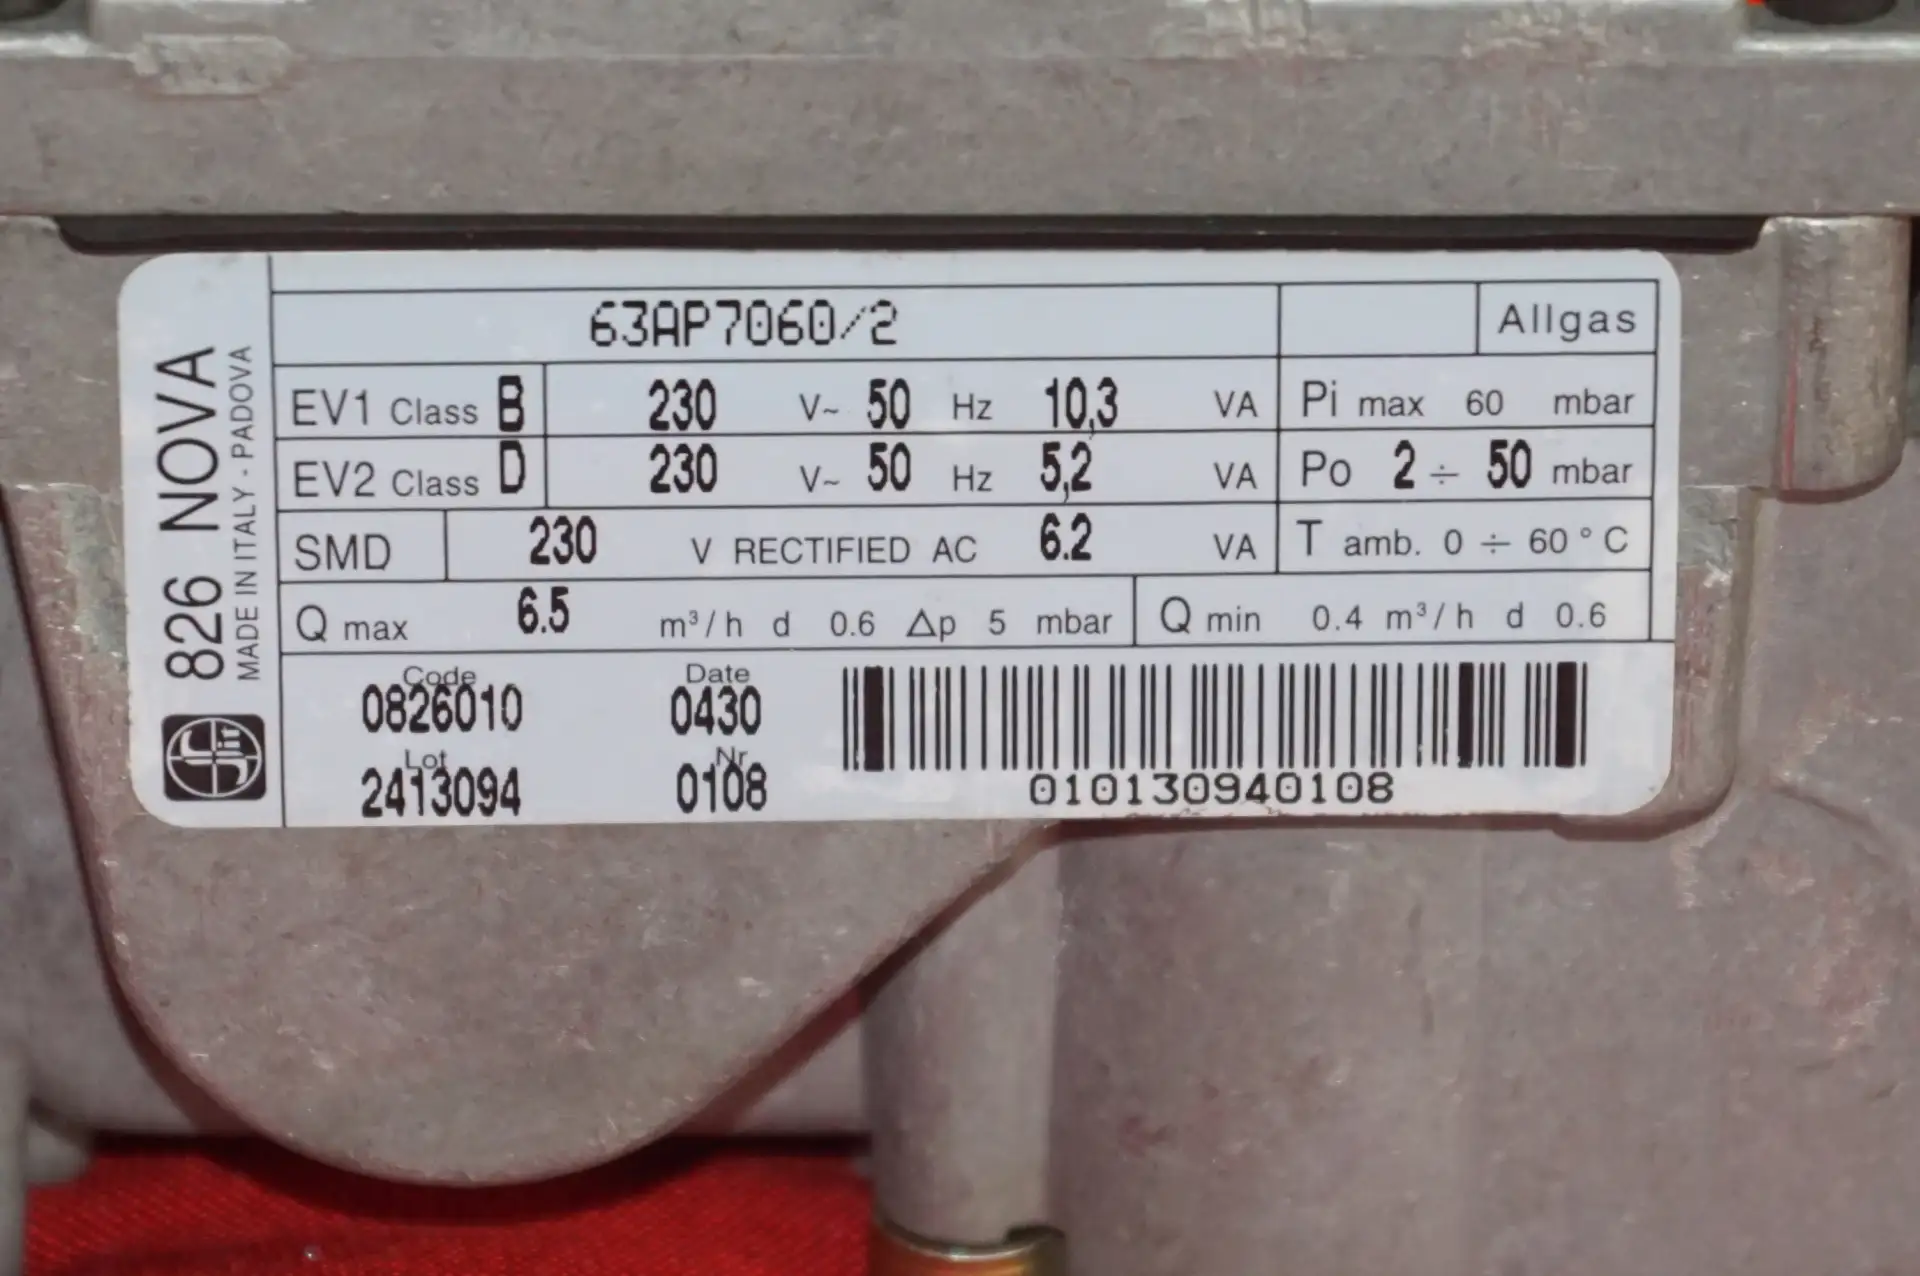 826 NOVA
MADE IN ITALY - PADOVA
sit
63AP7060/2
Allgas
EV1 Class B 230 V~ 50 Hz 10,3 VA Pi max 60 mbar
EV2 Class D 230 V~ 50 Hz 5,2 VA Po 2 ÷ 50 mbar
SMD 230 V RECTIFIED AC 6.2 VA T amb. 0 ÷ 60 °C
Q max 6.5 m³/h d 0.6 Δp 5 mbar Q min 0.4 m³/h d 0.6
Code Date
0826010 0430
Lot Nr
2413094 0108
010130940108